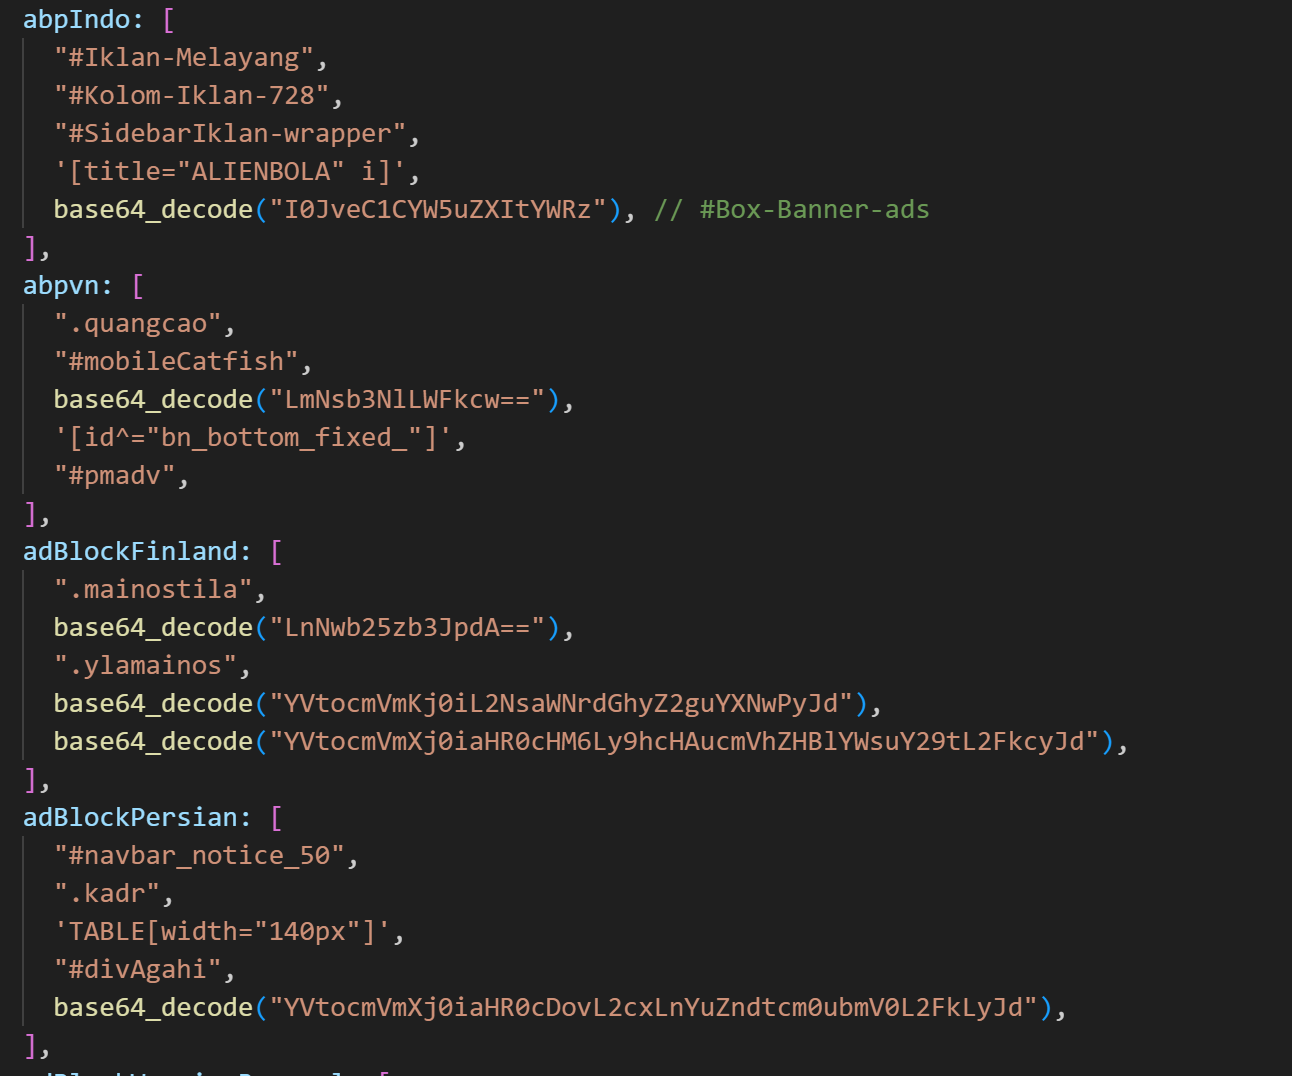 abpIndo: [
"#Iklan-Melayang",
"#Kolom-Iklan-728",
"#SidebarIklan-wrapper",
'[title="ALIENBOLA" i]',
base64_decode("I0JveC1CYW5uZXItYWRz"), // #Box-Banner-ads
],
abpvn: [
".quangcao",
"#mobileCatfish",
base64_decode("LmNsb3NlLWFkcw=="),
'[id^="bn_bottom_fixed_"]',
"#pmadv",
],
adBlockFinland: [
".mainostila",
base64_decode("LnNwb25zb3JpdA=="),
".ylamainos",
base64_decode("YVtocmVmKj0iL2NsaWNrdGhyZ2guYXNwPyJd"),
base64_decode("YVtocmVmXj0iaHR0cHM6Ly9hcHAucmVhZHBlYWsuY29tL2FkcyJd"),
],
adBlockPersian: [
"#navbar_notice_50",
".kadr",
'TABLE[width="140px"]',
"#divAgahi",
base64_decode("YVtocmVmXj0iaHR0cDovL2cxLnYuZndtcm0ubmV0L2FkLyJd"),
],